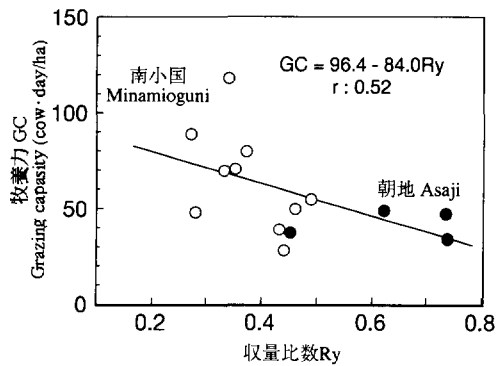 150
100
50
0
牧養力 GC
Grazing capasity (cow·day/ha)
南小国
Minamioguni
GC = 96.4 - 84.0Ry
r : 0.52
朝地 Asaji
0.2 0.4 0.6 0.8
収量比数Ry